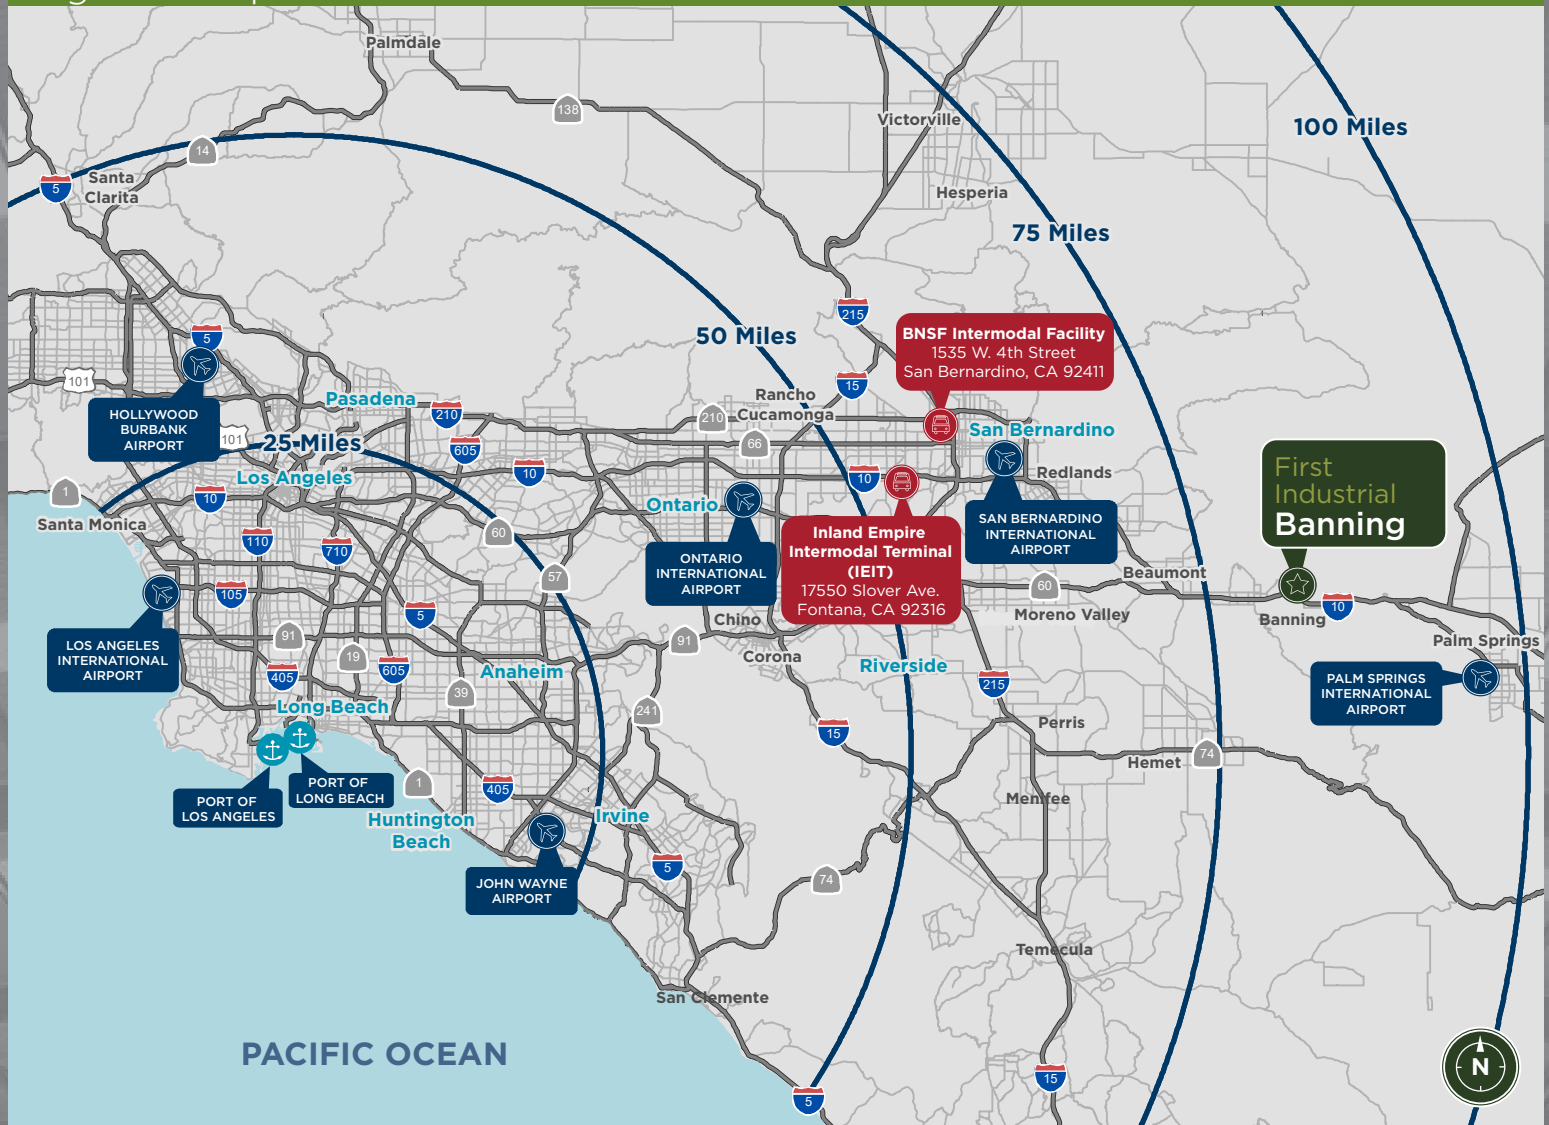 Palmdale
138
Victorville
100 Miles
14
Santa
Clarita
5
Hesperia
75 Miles
215
50 Miles
BNSF Intermodal Facility
1535 W. 4th Street
San Bernardino, CA 92411
5
101
HOLLYWOOD
BURBANK
AIRPORT
101
Pasadena
210
25 Miles
605
Los Angeles
10
10
15
Rancho
Cucamonga
210
66
San Bernardino
Redlands
10
1
Santa Monica
Ontario
ONTARIO
INTERNATIONAL
AIRPORT
Inland Empire
Intermodal Terminal
(IEIT)
17550 Slover Ave.
Fontana, CA 92316
SAN BERNARDINO
INTERNATIONAL
AIRPORT
First
Industrial
Banning
110
710
60
57
105
5
LOS ANGELES
INTERNATIONAL
AIRPORT
91
19
405
605
39
Anaheim
Long Beach
Chino
91
Corona
Riverside
60
Moreno Valley
Beaumont
Banning
10
Palm Springs
PALM SPRINGS
INTERNATIONAL
AIRPORT
241
215
15
Perris
Hemet
74
Menifee
PORT OF
LOS ANGELES
PORT OF
LONG BEACH
1
405
Huntington
Beach
Irvine
JOHN WAYNE
AIRPORT
5
74
Temecula
San Clemente
PACIFIC OCEAN
5
15
N